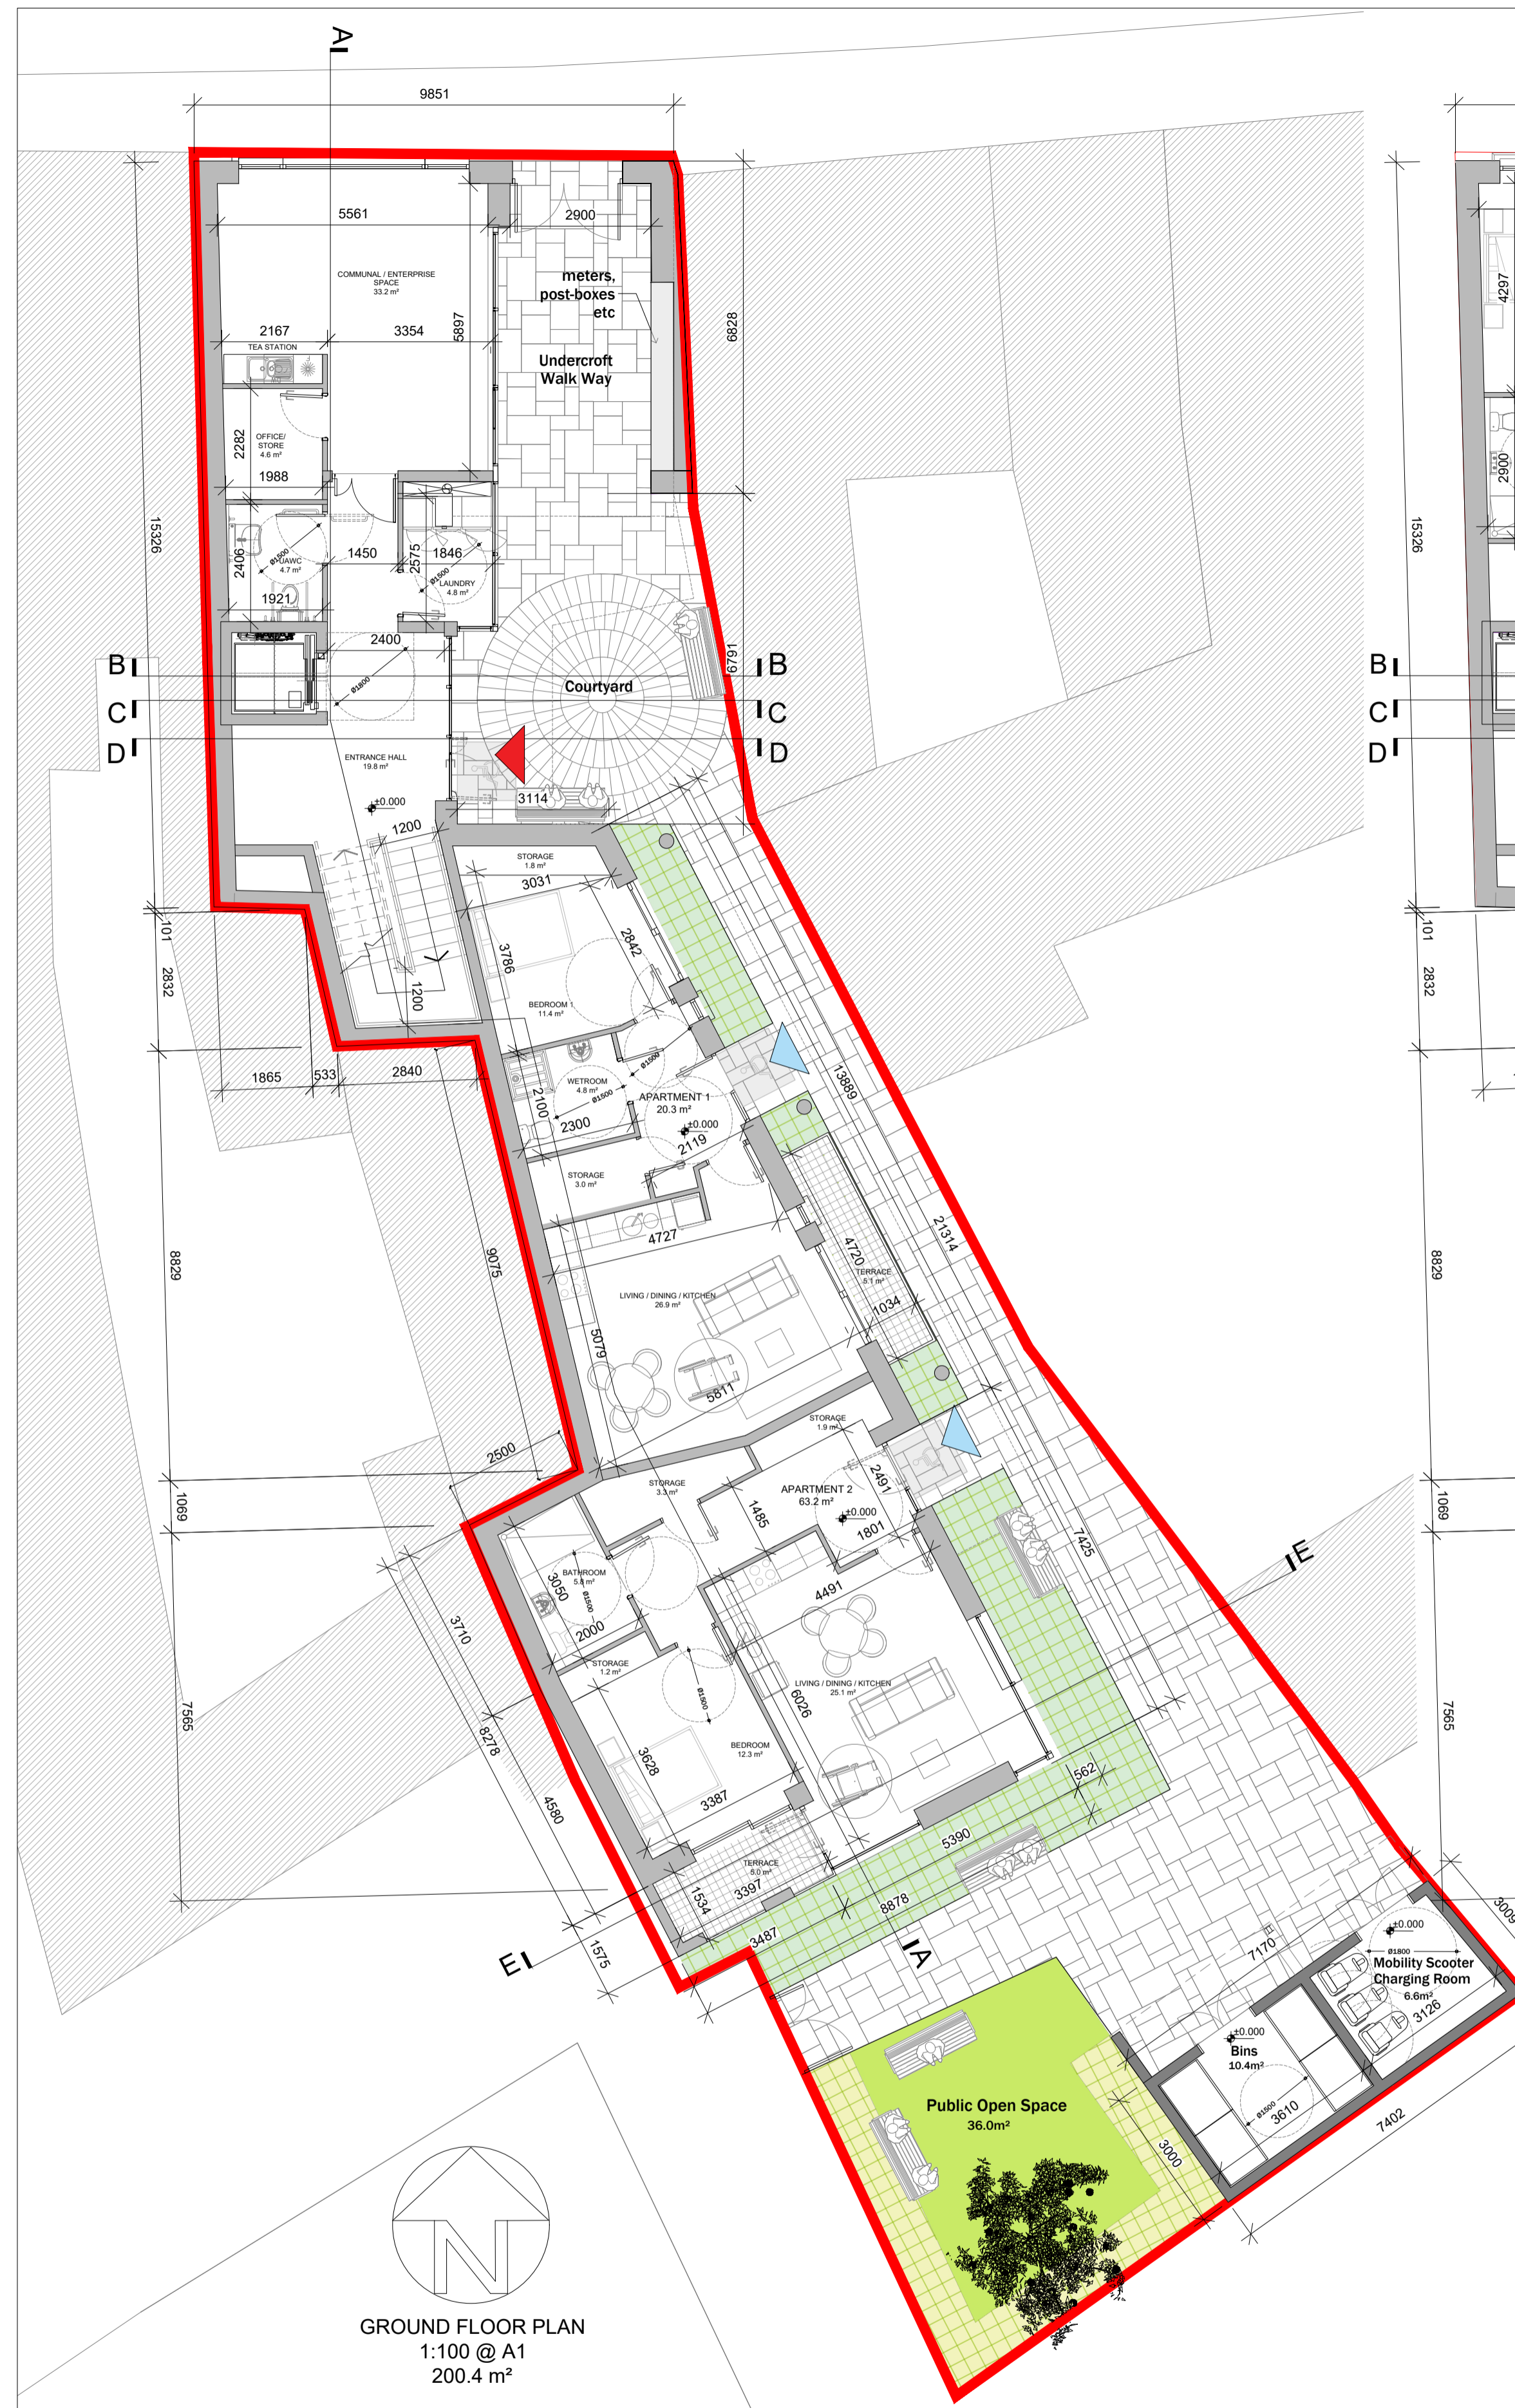 A
9851
5561
2900
COMMUNAL / ENTERPRISE
SPACE
33.2 m²
meters,
post-boxes
etc
2167
3354
5897
6828
TEA STATION
Undercroft
Walk Way
2282
OFFICE/
STORE
4.6 m²
1988
15326
2406
Ø1500
UAWC
4.7 m²
1450
2575
1846
Ø1500
LAUNDRY
4.8 m²
1921
2400
6791
B
B
Ø1800
Courtyard
C
C
D
D
ENTRANCE HALL
19.8 m²
±0.000
3114
1200
STORAGE
1.8 m²
3031
101
2842
3786
2832
1200
BEDROOM 1
11.4 m²
1865
533
2840
Ø1500
WETROOM
4.8 m²
Ø1500
2100
2300
APARTMENT 1
20.3 m²
±0.000
2119
13889
STORAGE
3.0 m²
4727
4720
21314
TERRACE
5.1 m²
8829
9075
LIVING / DINING / KITCHEN
26.9 m²
1034
5079
5811
STORAGE
1.9 m²
2500
STORAGE
3.3 m²
2491
APARTMENT 2
63.2 m²
±0.000
1485
1801
1069
7425
E
BATHROOM
5.8 m²
3050
Ø1500
2000
4491
3710
STORAGE
1.2 m²
Ø1500
LIVING / DINING / KITCHEN
25.1 m²
6026
7565
8278
BEDROOM
12.3 m²
3628
3387
562
4580
5390
TERRACE
5.0 m²
3397
1534
8878
3487
A
E
1575
7170
±0.000
Ø1800
Mobility Scooter
Charging Room
6.6m²
3126
3009
±0.000
Bins
10.4m²
Ø1500
3610
7402
Public Open Space
36.0m²
3000
N
GROUND FLOOR PLAN
1:100 @ A1
200.4 m²
4297
2900
15326
B
C
D
101
2832
8829
1069
7565